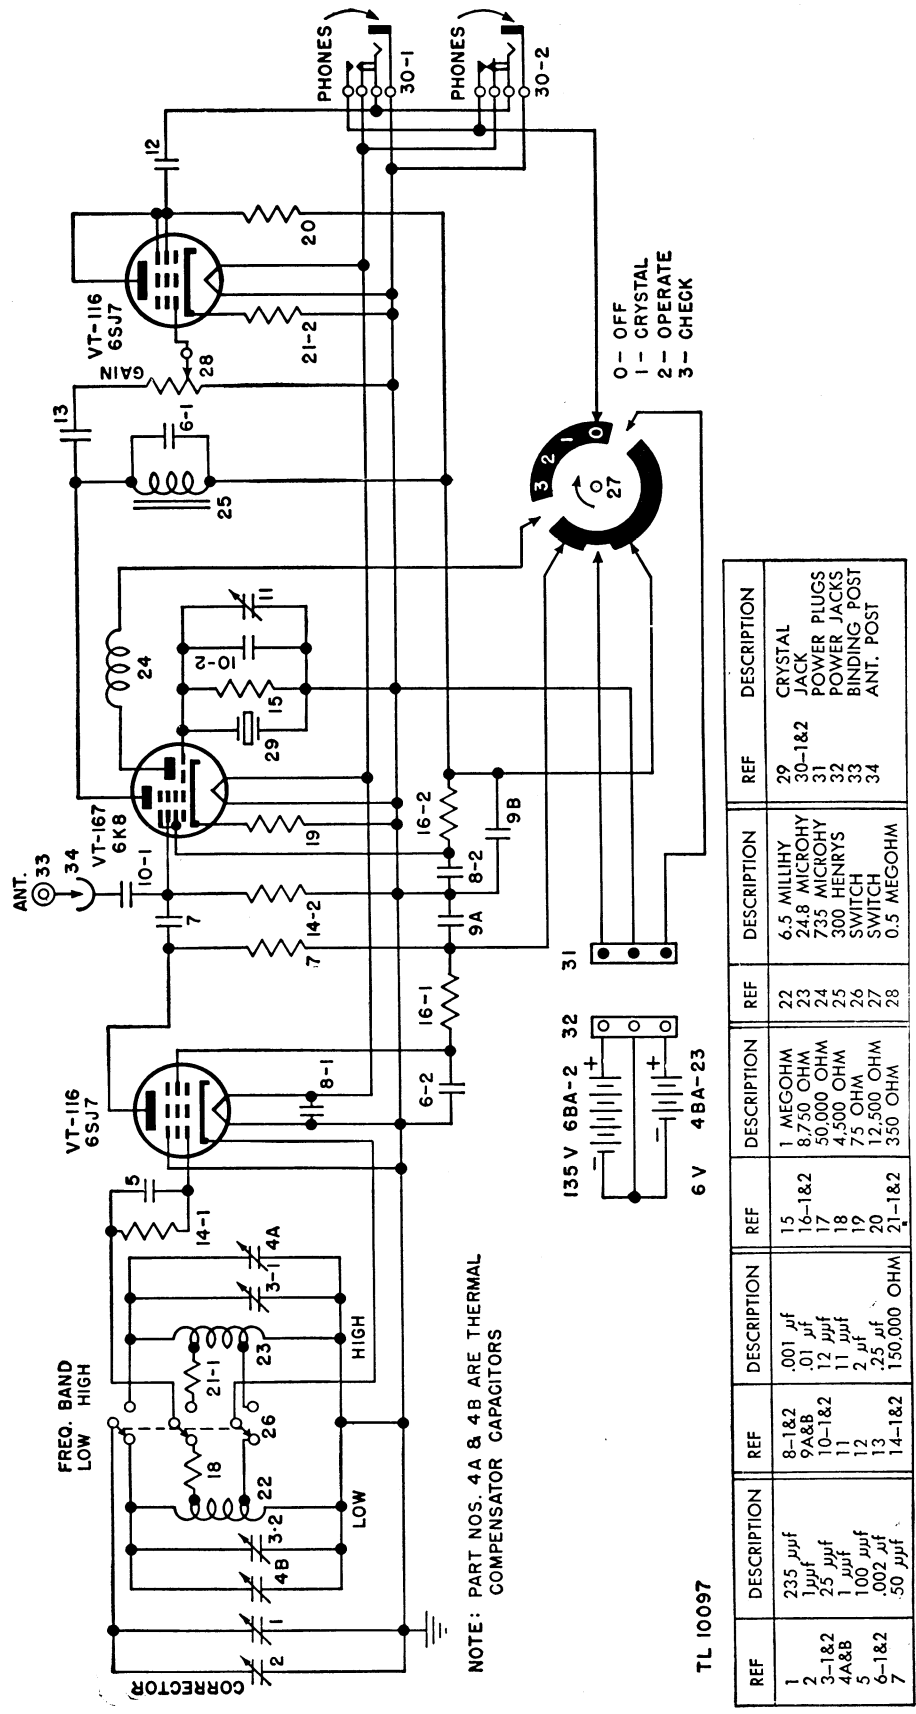 ANT.
33
34
10-1
VT-167
6K8
VT-116
6SJ7
VT-116
6SJ7
PHONES
30-1
PHONES
30-2
12
13
GAIN
28
20
21-2
6-1
25
24
11
10-2
15
29
19
16-2
9B
8-2
14-2
9A
7
7
16-1
6-2
8-1
5
14-1
FREQ. BAND
LOW HIGH
4A
3-1
23
21-1
26
18
22
3-2
4B
1
2
CORRECTOR
HIGH
LOW
3 2 1 0
27
0 - OFF
1 - CRYSTAL
2 - OPERATE
3 - CHECK
31
32
135 V 6BA-2
+
-
6 V 4BA-23
+
-
NOTE: PART NOS. 4A & 4B ARE THERMAL
COMPENSATOR CAPACITORS
TL 10097
REF DESCRIPTION REF DESCRIPTION REF DESCRIPTION REF DESCRIPTION REF DESCRIPTION
1 235 μμf 8-1&2 .001 μf 15 1 MEGOHM 22 6.5 MILLIHY 29 CRYSTAL
2 1 μμf 9A&B .01 μf 16-1&2 8,750 OHM 23 24.8 MICROHY 30-1&2 JACK
3-1&2 25 μμf 10-1&2 12 μμf 17 50,000 OHM 24 735 MICROHY 31 POWER PLUGS
4A&B 1 μμf 11 11 μμf 18 4,500 OHM 25 300 HENRYS 32 POWER JACKS
5 100 μμf 12 2 μf 19 75 OHM 26 SWITCH 33 BINDING POST
6-1&2 .002 μf 13 .25 μf 20 12,500 OHM 27 SWITCH 34 ANT. POST
7 50 μμf 14-1&2 150,000 OHM 21-1&2 350 OHM 28 0.5 MEGOHM